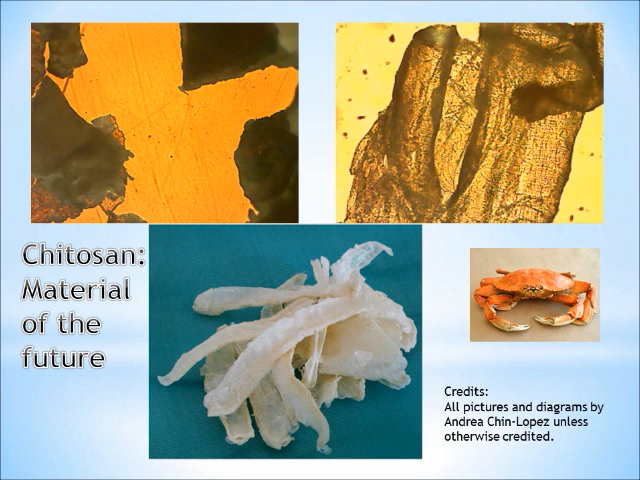 Chitosan:
Material
of the
future
Credits:
All pictures and diagrams by
Andrea Chin-Lopez unless
otherwise credited.